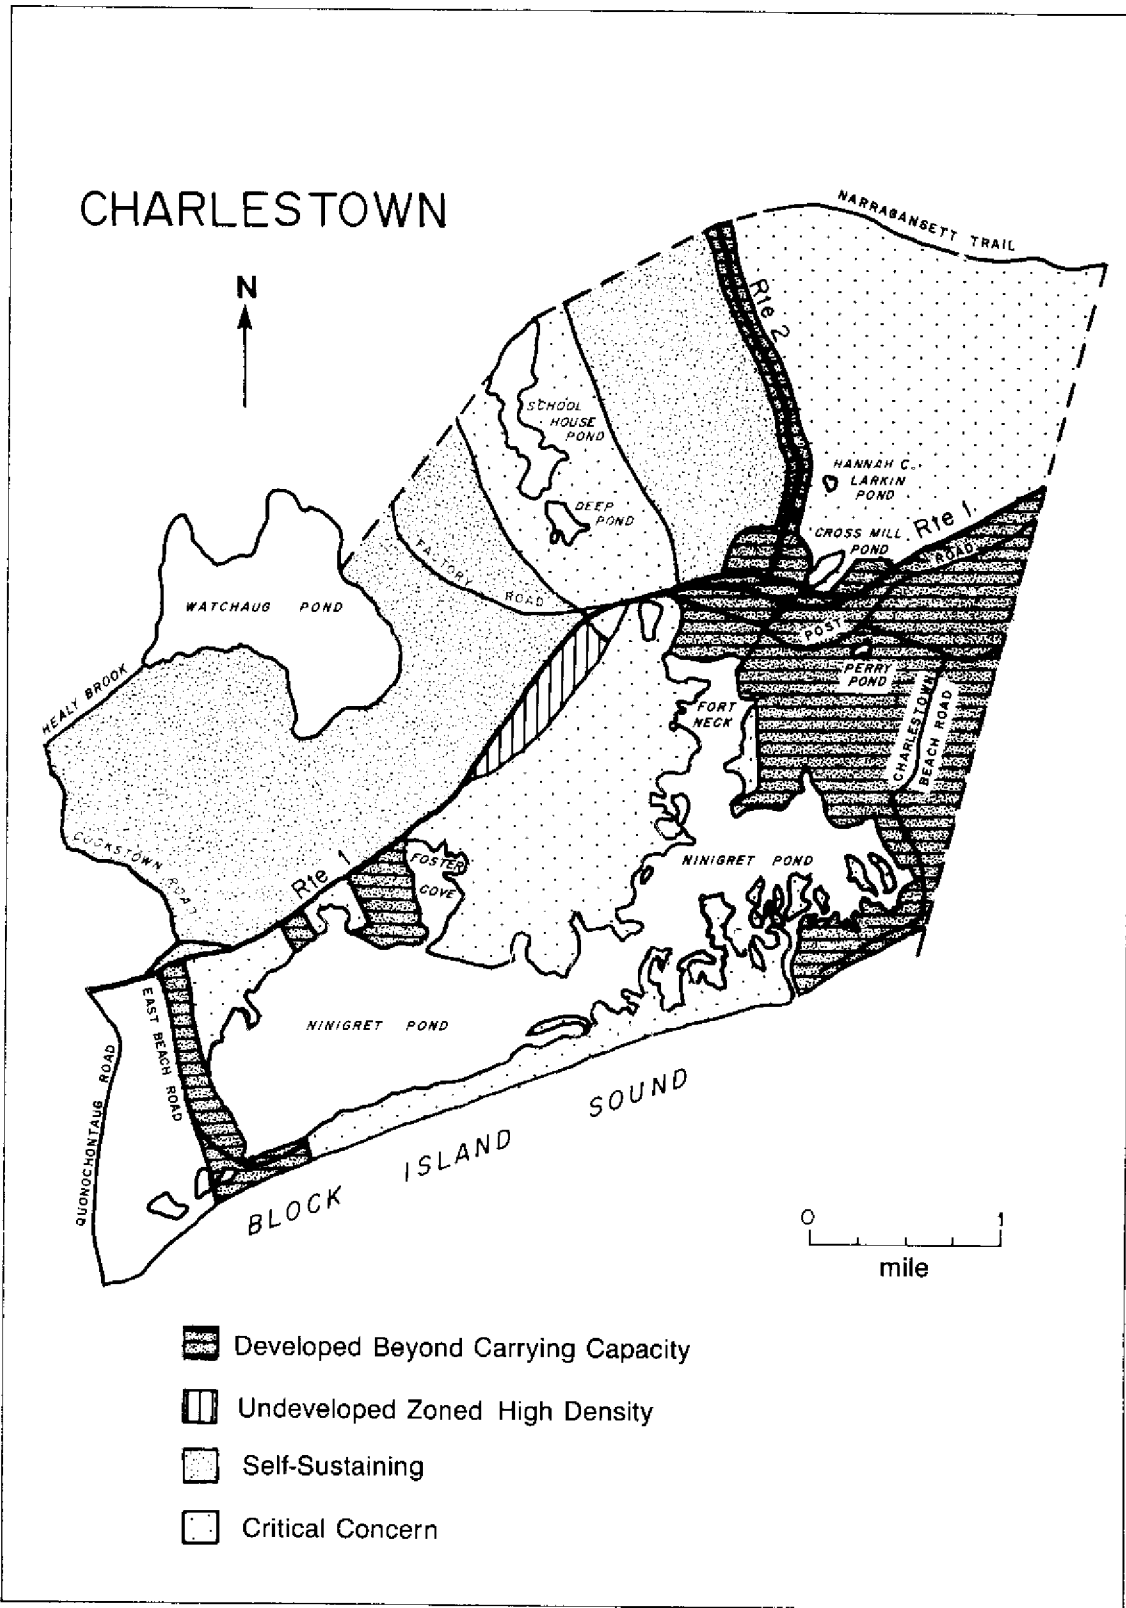 CHARLESTOWN
N
NARRAGANSETT TRAIL
Rte 2
SCHOOL
HOUSE
POND
DEEP
POND
HANNAH C.
LARKIN
POND
CROSS MILL
POND
Rte 1.
ROAD
FACTORY
ROAD
WATCHAUG POND
POST
PERRY
POND
HEALY BROOK
FORT
NECK
CHARLESTOWN
BEACH ROAD
COOKSTOWN ROAD
Rte 1
FOSTER
COVE
NINIGRET POND
EAST BEACH ROAD
NINIGRET POND
QUONOCHONTAUG ROAD
BLOCK ISLAND SOUND
0 1
mile
Developed Beyond Carrying Capacity
Undeveloped Zoned High Density
Self-Sustaining
Critical Concern